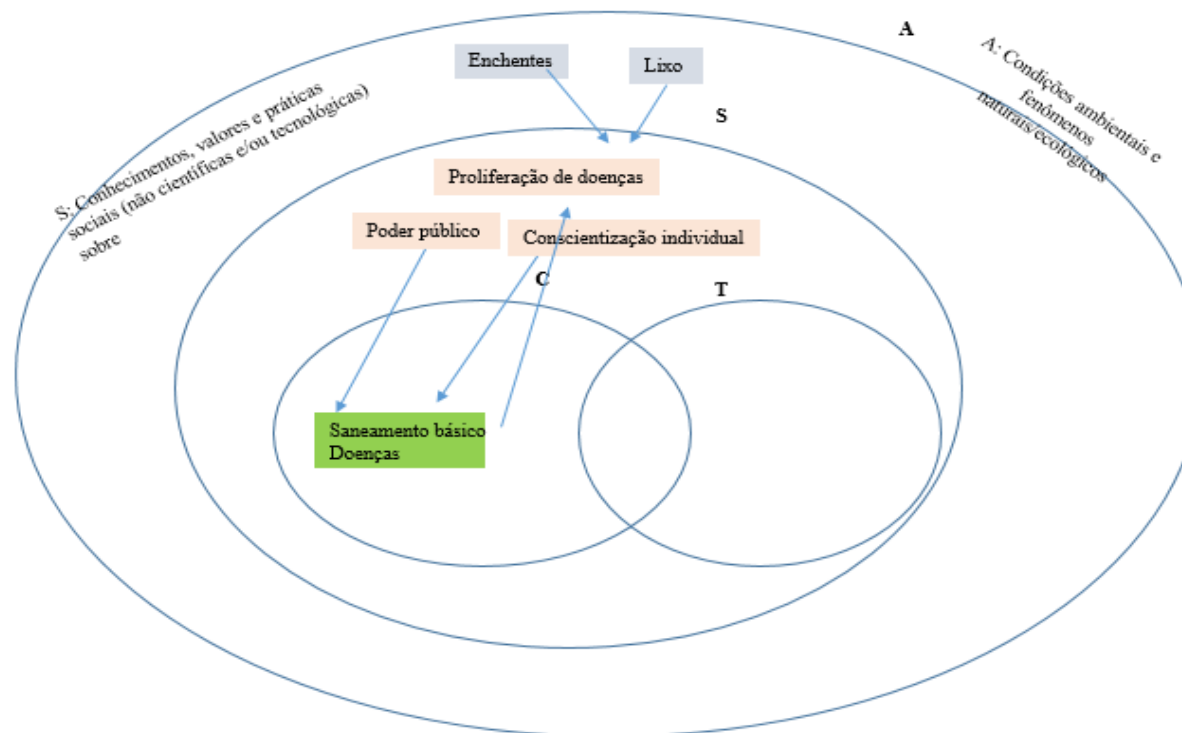 A
Enchentes
Lixo
A: Condições ambientais e
fenômenos
naturais/ecológicos
S: Conhecimentos, valores e práticas
sociais (não científicas e/ou tecnológicas)
sobre
S
Proliferação de doenças
Poder público
Conscientização individual
C
T
Saneamento básico
Doenças